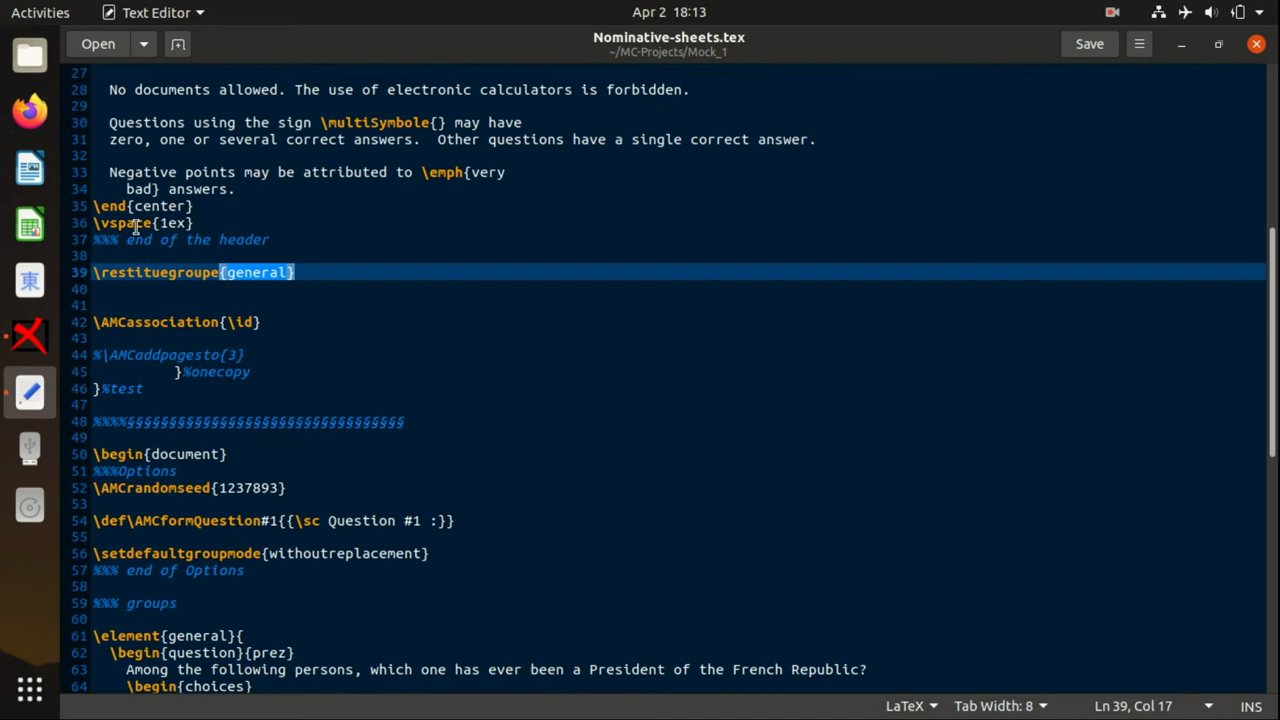 Activities
Text Editor
Apr 2 18:13
Open
Nominative-sheets.tex
~/MC-Projects/Mock_1
Save
27
28 No documents allowed. The use of electronic calculators is forbidden.
29
30 Questions using the sign \multiSymbole{} may have
31 zero, one or several correct answers.  Other questions have a single correct answer.
32
33 Negative points may be attributed to \emph{very
34 bad} answers.
35 \end{center}
36 \vspace{1ex}
37 %%% end of the header
38
39 \restituegroupe{general}
40
41
42 \AMCassociation{\id}
43
44 %\AMCaddpagesto{3}
45 }%onecopy
46 }%test
47
48 %%%%§§§§§§§§§§§§§§§§§§§§§§§§§§§§§§§§§
49
50 \begin{document}
51 %%%Options
52 \AMCrandomseed{1237893}
53
54 \def\AMCformQuestion#1{{\sc Question #1 :}}
55
56 \setdefaultgroupmode{withoutreplacement}
57 %%% end of Options
58
59 %%% groups
60
61 \element{general}{
62 \begin{question}{prez}
63 Among the following persons, which one has ever been a President of the French Republic?
64 \begin{choices}
東
LaTeX
Tab Width: 8
Ln 39, Col 17
INS